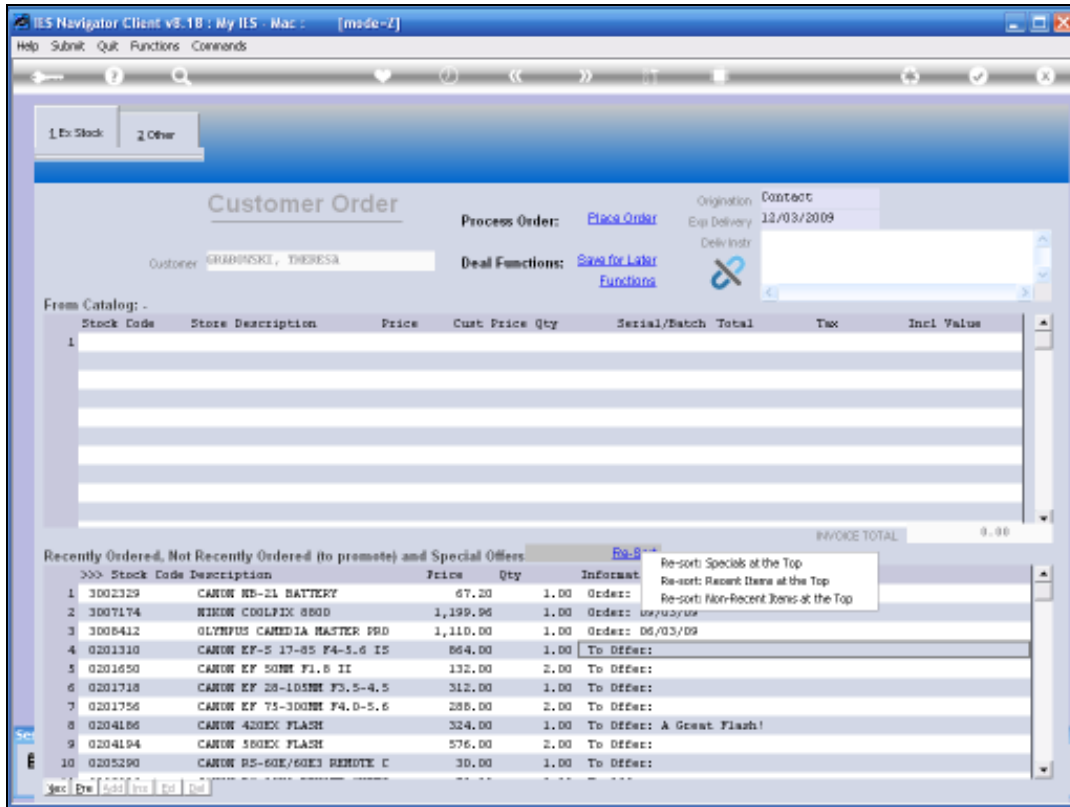 IES Navigator Client v8.18 : My IES - Mac : [mode=Z]
Help Submit Quit Functions Commands
1 Ex Stock 2 Other
Customer Order
Origination Contact
Process Order: Place Order
Exp Delivery 12/03/2009
Deliv Instr
Customer GRABOWSKI, THERESA
Deal Functions: Save for Later
Functions
From Catalog: -
Stock Code Store Description Price Cust Price Qty Serial/Batch Total Tax Incl Value
1
INVOICE TOTAL 0.00
Recently Ordered, Not Recently Ordered (to promote) and Special Offers
Re-sort: Specials at the Top
Re-sort: Recent Items at the Top
Re-sort: Non-Recent Items at the Top
>>> Stock Code Description Price Qty
1 3002329 CANON NB-2L BATTERY 67.20 1.00 Order:
2 3007174 NIKON COOLPIX 8800 1,199.96 1.00 Order: 09/03/09
3 3008412 OLYMPUS CAMEDIA MASTER PRO 1,110.00 1.00 Order: 06/03/09
4 0201310 CANON EF-S 17-85 F4-5.6 IS 864.00 1.00 To Offer:
5 0201650 CANON EF 50MM F1.8 II 132.00 2.00 To Offer:
6 0201718 CANON EF 28-105MM F3.5-4.5 312.00 1.00 To Offer:
7 0201756 CANON EF 75-300MM F4.0-5.6 288.00 2.00 To Offer:
8 0204186 CANON 420EX FLASH 324.00 1.00 To Offer: A Great Flash!
9 0204194 CANON 580EX FLASH 576.00 2.00 To Offer:
10 0205290 CANON RS-60E/60E3 REMOTE C 30.00 1.00 To Offer:
Nex Pre Add Ins Ed Del